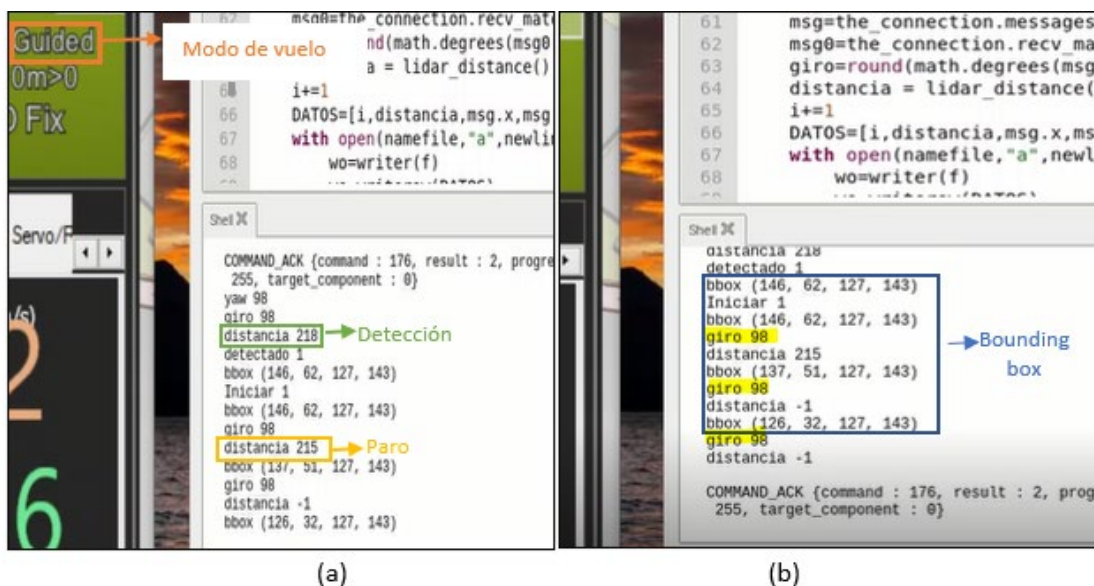 Guided
0m>0
Fix
Modo de vuelo
Servo/
2
6
67
msg0=the_connection.recv_mat
nd(math.degrees(msg0
a = lidar_distance()
i+=1
66 DATOS=[i,distancia,msg.x,msg
67 with open(namefile,"a",newli
68 wo=writer(f)
Shell
COMMAND_ACK {command : 176, result : 2, progre
255, target_component : 0}
yaw 98
giro 98
distancia 218
Detección
detectado 1
bbox (146, 62, 127, 143)
Iniciar 1
bbox (146, 62, 127, 143)
giro 98
distancia 215
Paro
bbox (137, 51, 127, 143)
giro 98
distancia -1
bbox (126, 32, 127, 143)
(a)
61 msg=the_connection.messages
62 msg0=the_connection.recv_ma
63 giro=round(math.degrees(msg
64 distancia = lidar_distance(
65 i+=1
66 DATOS=[i,distancia,msg.x,ms
67 with open(namefile,"a",newl
68 wo=writer(f)
Shell
distancia 218
detectado 1
bbox (146, 62, 127, 143)
Iniciar 1
bbox (146, 62, 127, 143)
giro 98
distancia 215
bbox (137, 51, 127, 143)
giro 98
distancia -1
bbox (126, 32, 127, 143)
giro 98
distancia -1
Bounding
box
COMMAND_ACK {command : 176, result : 2, prog
255, target_component : 0}
(b)